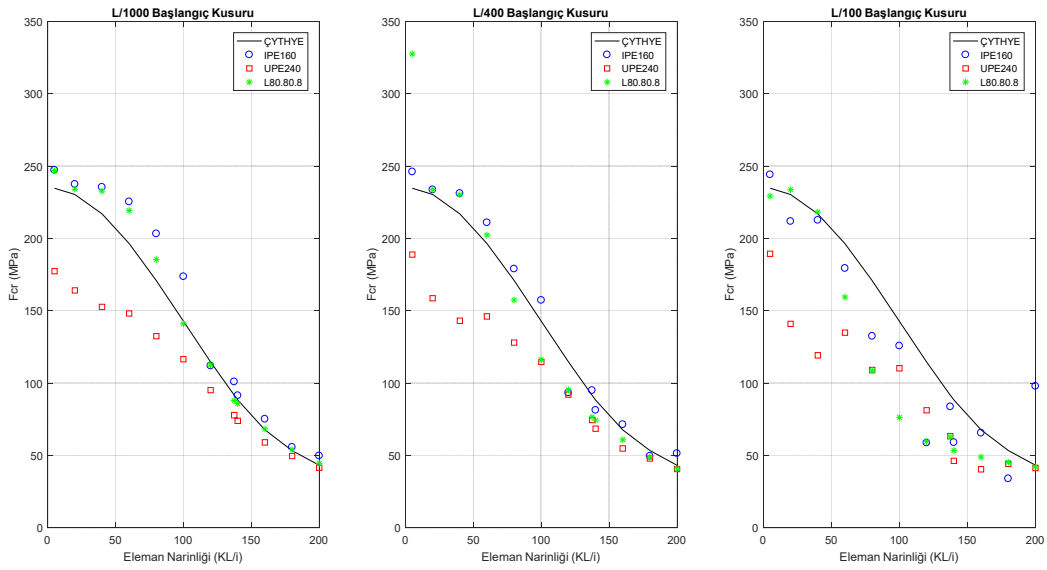 L/1000 Başlangıç Kusuru
350
300
250
200
150
100
50
0
Fcr (MPa)
0 50 100 150 200
Eleman Narinliği (KL/i)
ÇYTHYE
IPE160
UPE240
L80.80.8
L/400 Başlangıç Kusuru
350
300
250
200
150
100
50
0
Fcr (MPa)
0 50 100 150 200
Eleman Narinliği (KL/i)
ÇYTHYE
IPE160
UPE240
L80.80.8
L/100 Başlangıç Kusuru
350
300
250
200
150
100
50
0
Fcr (MPa)
0 50 100 150 200
Eleman Narinliği (KL/i)
ÇYTHYE
IPE160
UPE240
L80.80.8